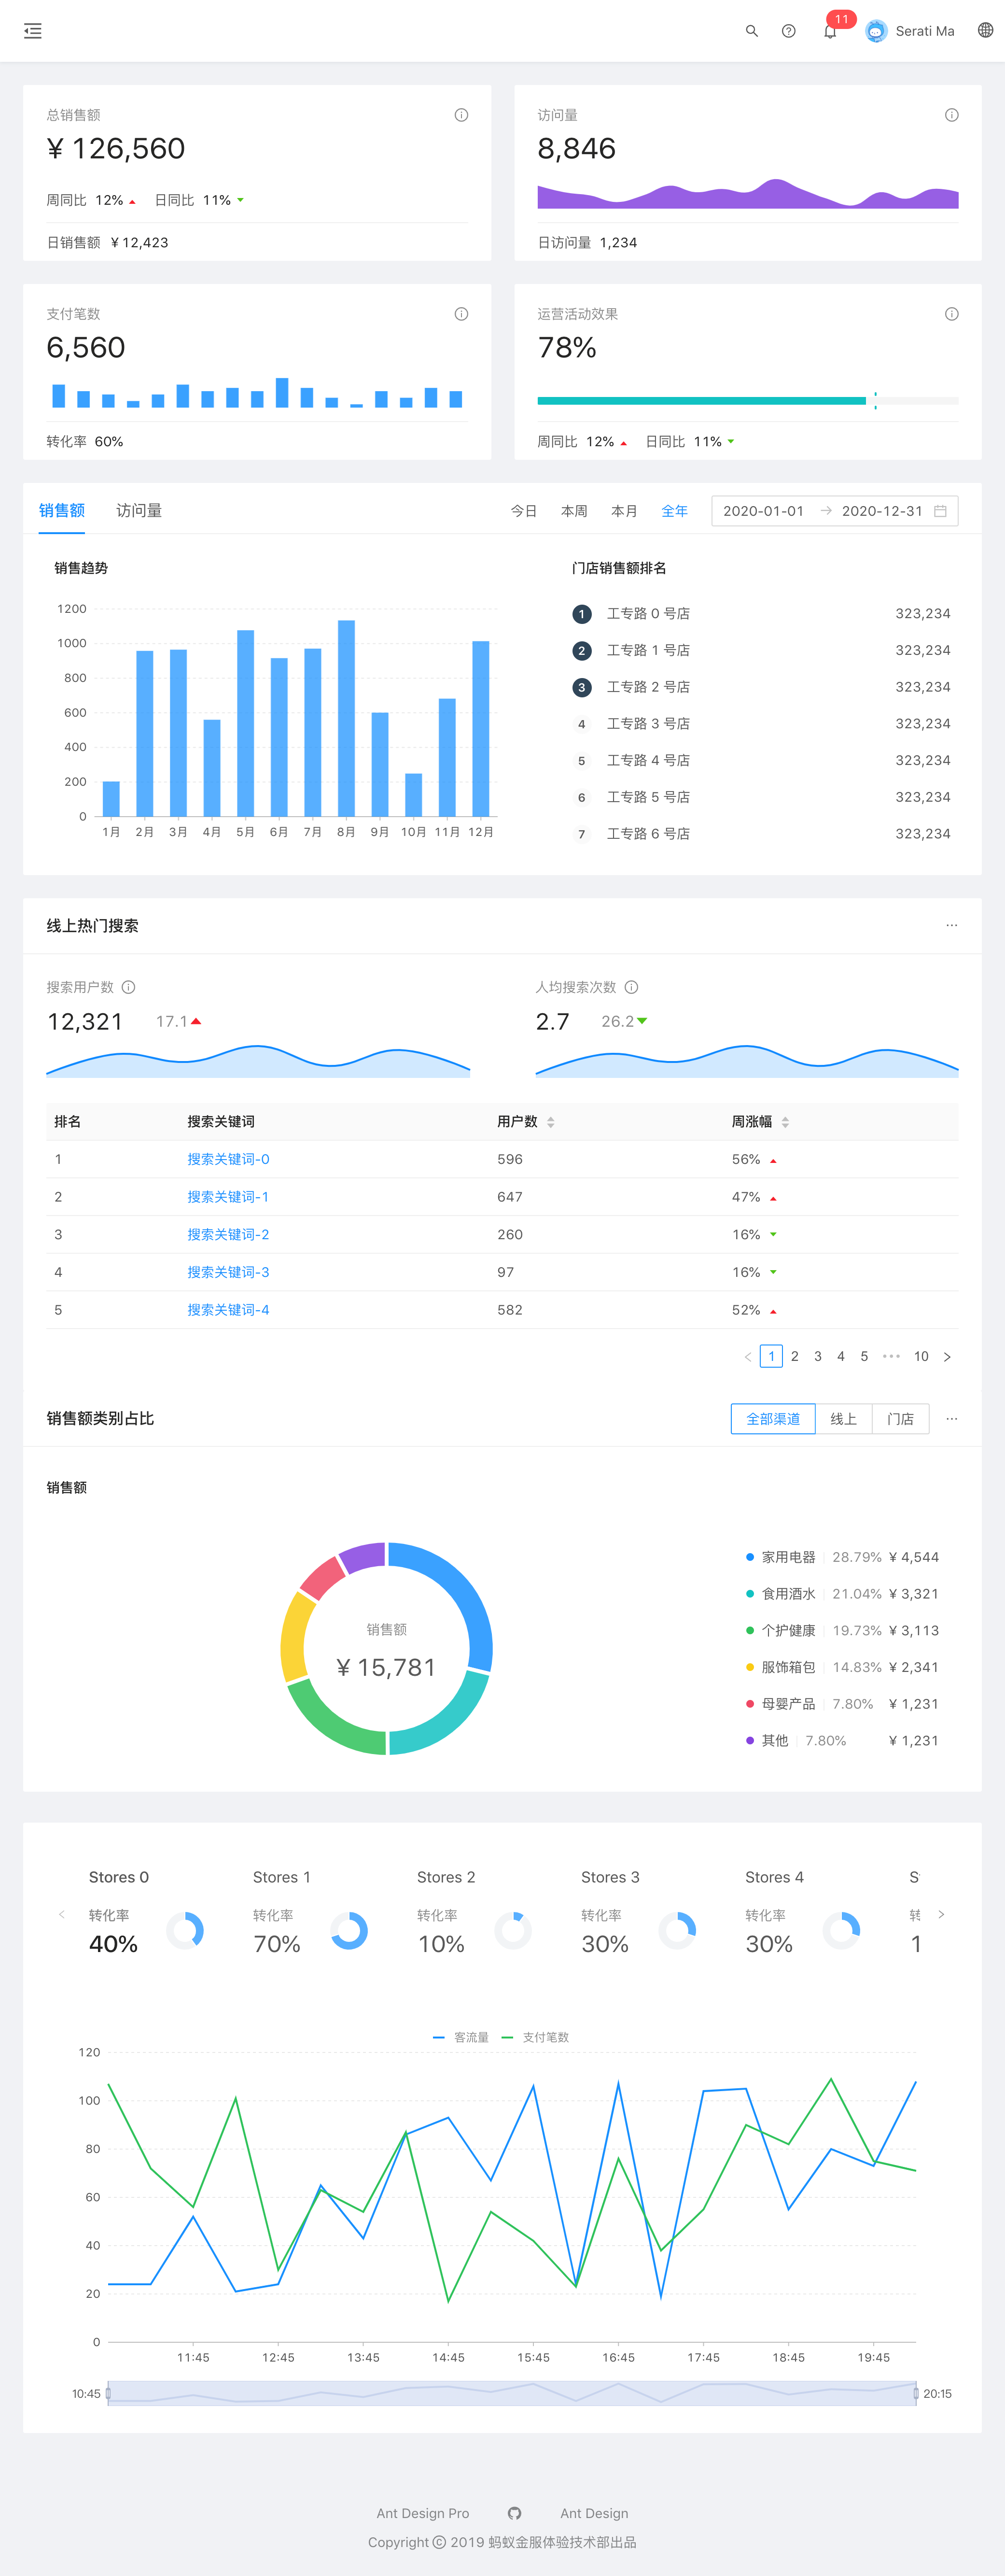 11
Serati Ma
总销售额
¥ 126,560
周同比 12% 日同比 11%
日销售额 ¥ 12,423
访问量
8,846
日访问量 1,234
支付笔数
6,560
转化率 60%
运营活动效果
78%
周同比 12% 日同比 11%
销售额 访问量 今日 本周 本月 全年 2020-01-01 2020-12-31
销售趋势
1200
1000
800
600
400
200
0
1月 2月 3月 4月 5月 6月 7月 8月 9月 10月 11月 12月
门店销售额排名
1 工专路 0 号店 323,234
2 工专路 1 号店 323,234
3 工专路 2 号店 323,234
4 工专路 3 号店 323,234
5 工专路 4 号店 323,234
6 工专路 5 号店 323,234
7 工专路 6 号店 323,234
线上热门搜索 ...
搜索用户数
12,321 17.1
人均搜索次数
2.7 26.2
排名 搜索关键词 用户数 周涨幅
1 搜索关键词-0 596 56%
2 搜索关键词-1 647 47%
3 搜索关键词-2 260 16%
4 搜索关键词-3 97 16%
5 搜索关键词-4 582 52%
< 1 2 3 4 5 ••• 10 >
销售额类别占比 全部渠道 线上 门店 ...
销售额
销售额
¥ 15,781
家用电器 | 28.79% ¥ 4,544
食用酒水 | 21.04% ¥ 3,321
个护健康 | 19.73% ¥ 3,113
服饰箱包 | 14.83% ¥ 2,341
母婴产品 | 7.80% ¥ 1,231
其他 | 7.80% ¥ 1,231
Stores 0 Stores 1 Stores 2 Stores 3 Stores 4 S
转化率 转化率 转化率 转化率 转化率 转
40% 70% 10% 30% 30% 1
客流量 支付笔数
120
100
80
60
40
20
0
11:45 12:45 13:45 14:45 15:45 16:45 17:45 18:45 19:45
10:45 20:15
Ant Design Pro Ant Design
Copyright © 2019 蚂蚁金服体验技术部出品